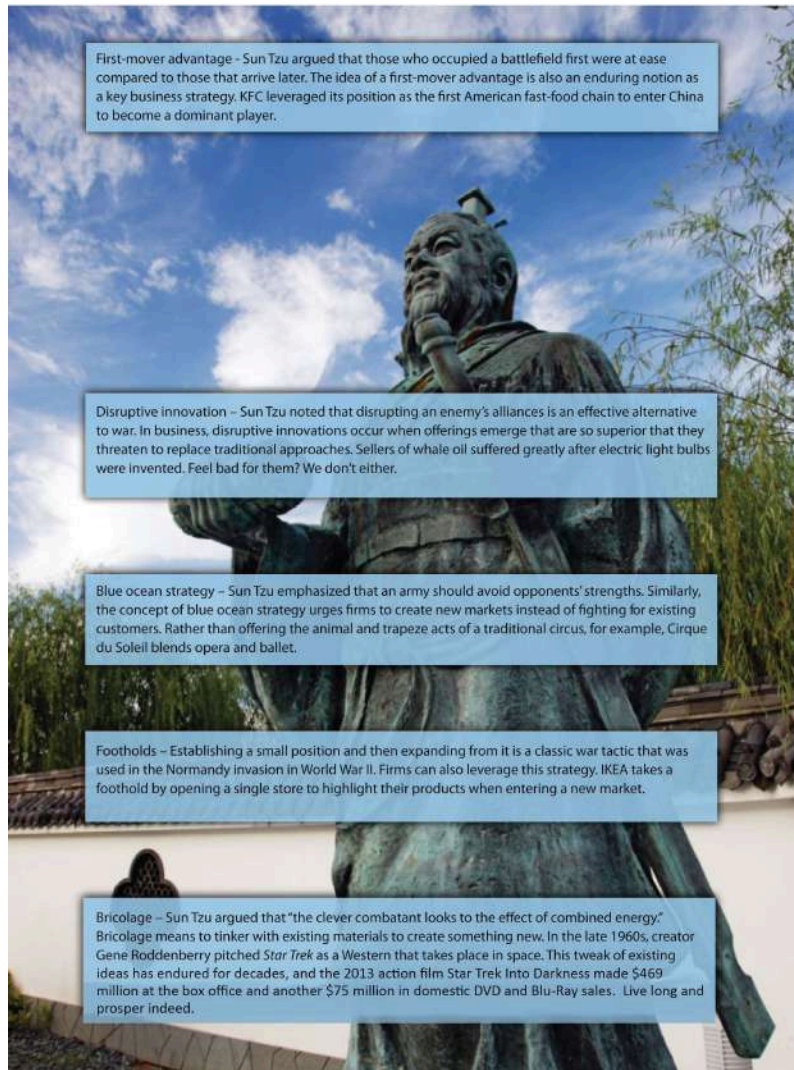 First-mover advantage - Sun Tzu argued that those who occupied a battlefield first were at ease
compared to those that arrive later. The idea of a first-mover advantage is also an enduring notion as
a key business strategy. KFC leveraged its position as the first American fast-food chain to enter China
to become a dominant player.
Disruptive innovation – Sun Tzu noted that disrupting an enemy's alliances is an effective alternative
to war. In business, disruptive innovations occur when offerings emerge that are so superior that they
threaten to replace traditional approaches. Sellers of whale oil suffered greatly after electric light bulbs
were invented. Feel bad for them? We don't either.
Blue ocean strategy – Sun Tzu emphasized that an army should avoid opponents' strengths. Similarly,
the concept of blue ocean strategy urges firms to create new markets instead of fighting for existing
customers. Rather than offering the animal and trapeze acts of a traditional circus, for example, Cirque
du Soleil blends opera and ballet.
Footholds – Establishing a small position and then expanding from it is a classic war tactic that was
used in the Normandy invasion in World War II. Firms can also leverage this strategy. IKEA takes a
foothold by opening a single store to highlight their products when entering a new market.
Bricolage – Sun Tzu argued that "the clever combatant looks to the effect of combined energy."
Bricolage means to tinker with existing materials to create something new. In the late 1960s, creator
Gene Roddenberry pitched Star Trek as a Western that takes place in space. This tweak of existing
ideas has endured for decades, and the 2013 action film Star Trek Into Darkness made $469
million at the box office and another $75 million in domestic DVD and Blu-Ray sales. Live long and
prosper indeed.